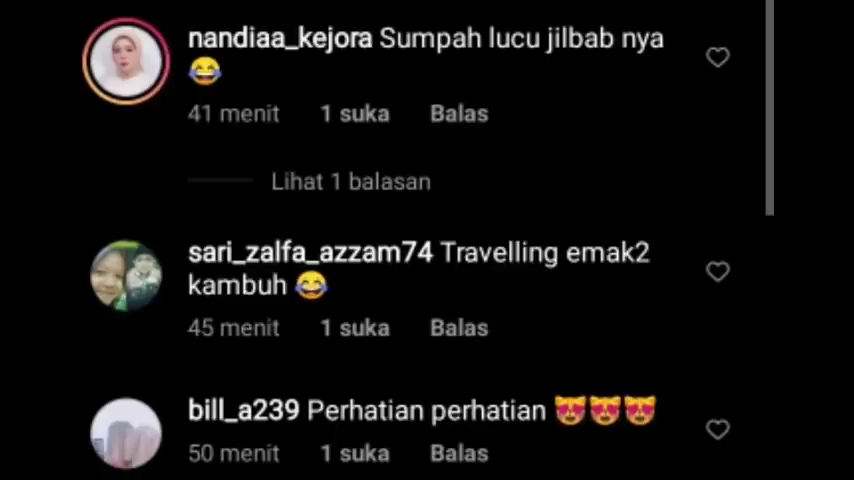 nandiaa_kejora Sumpah lucu jilbab nya
😂
41 menit 1 suka Balas
Lihat 1 balasan
sari_zalfa_azzam74 Travelling emak2
kambuh 😂
45 menit 1 suka Balas
bill_a239 Perhatian perhatian 😻😻😻
50 menit 1 suka Balas